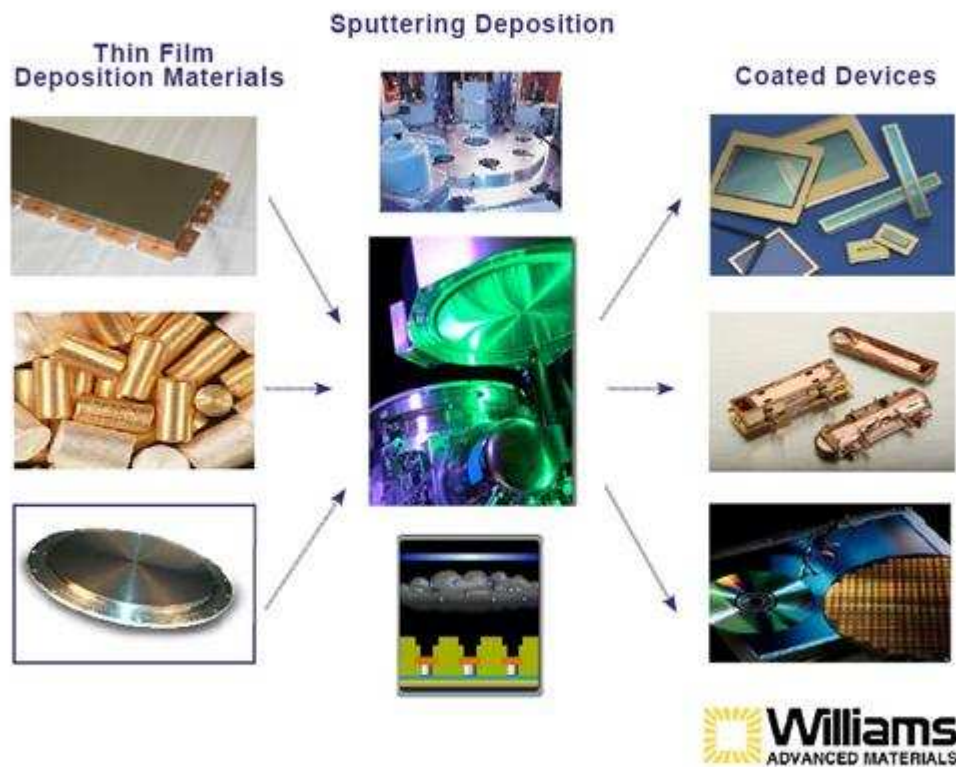 Sputtering Deposition
Thin Film
Deposition Materials
Coated Devices
Williams
ADVANCED MATERIALS